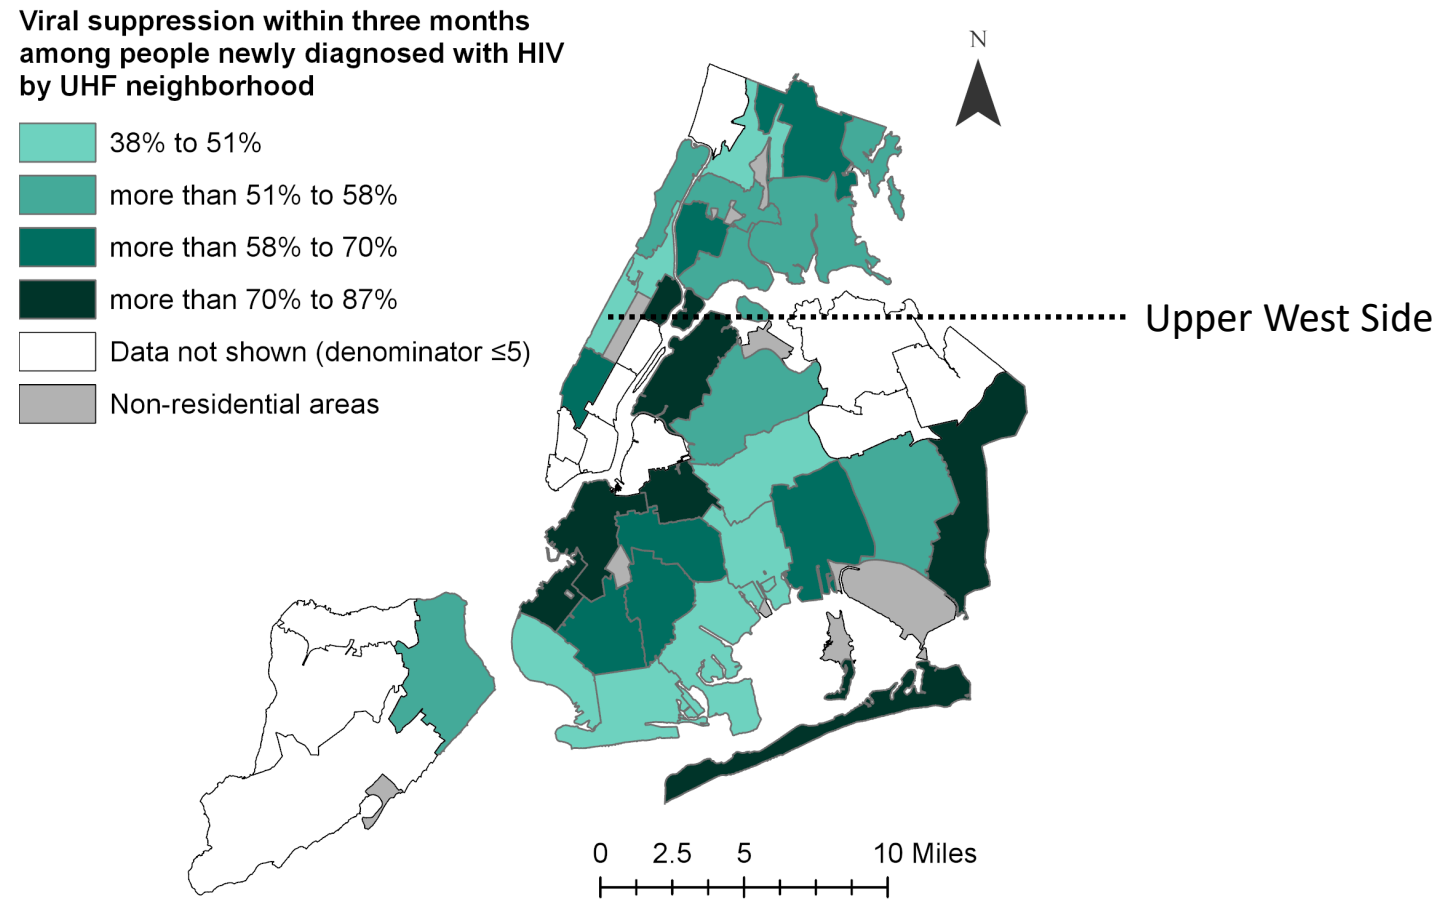 Viral suppression within three months
among people newly diagnosed with HIV
by UHF neighborhood
38% to 51%
more than 51% to 58%
more than 58% to 70%
more than 70% to 87%
Data not shown (denominator ≤5)
Non-residential areas
N
Upper West Side
0 2.5 5 10 Miles